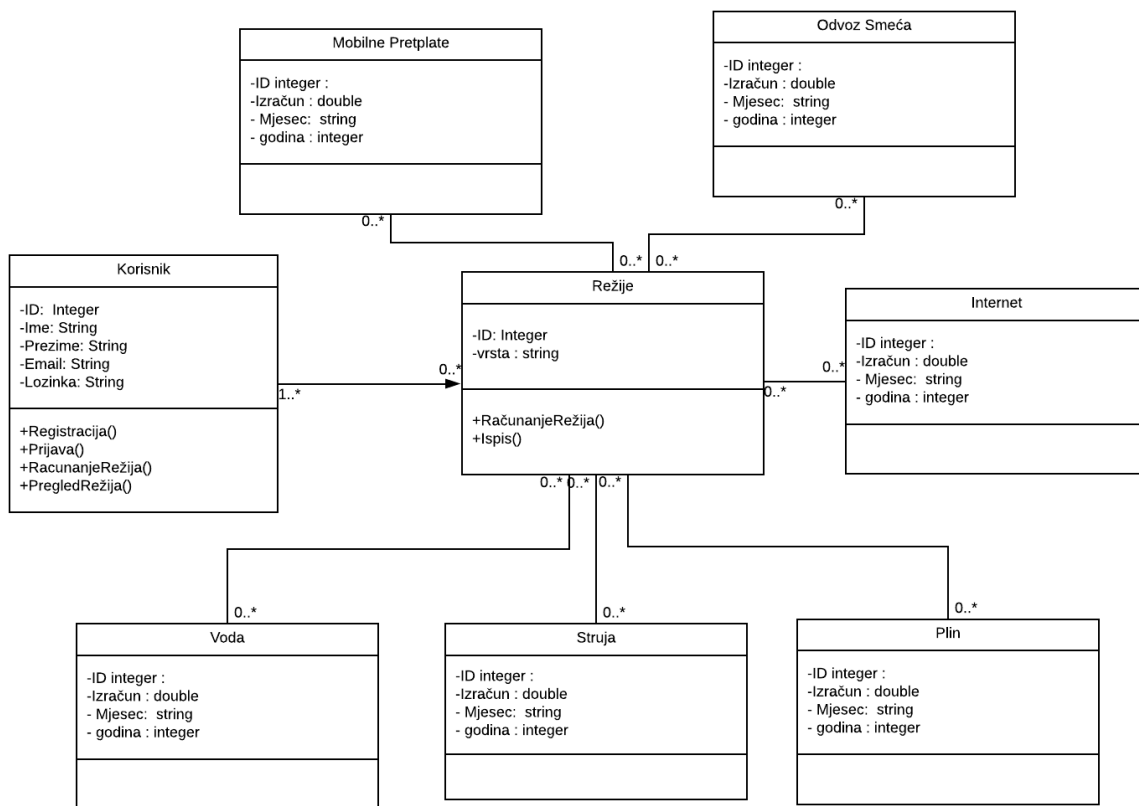 Mobilne Pretplate
-ID integer :
-Izračun : double
- Mjesec:  string
- godina : integer
0..*
0..*
Odvoz Smeća
-ID integer :
-Izračun : double
- Mjesec:  string
- godina : integer
0..*
0..*
Korisnik
-ID:  Integer
-Ime: String
-Prezime: String
-Email: String
-Lozinka: String
+Registracija()
+Prijava()
+RacunanjeRežija()
+PregledRežija()
1..*
0..*
Režije
-ID: Integer
-vrsta : string
+RačunanjeRežija()
+Ispis()
0..*
0..*
Internet
-ID integer :
-Izračun : double
- Mjesec:  string
- godina : integer
0..*
0..*
0..*
0..*
Voda
-ID integer :
-Izračun : double
- Mjesec:  string
- godina : integer
0..*
Struja
-ID integer :
-Izračun : double
- Mjesec:  string
- godina : integer
0..*
Plin
-ID integer :
-Izračun : double
- Mjesec:  string
- godina : integer